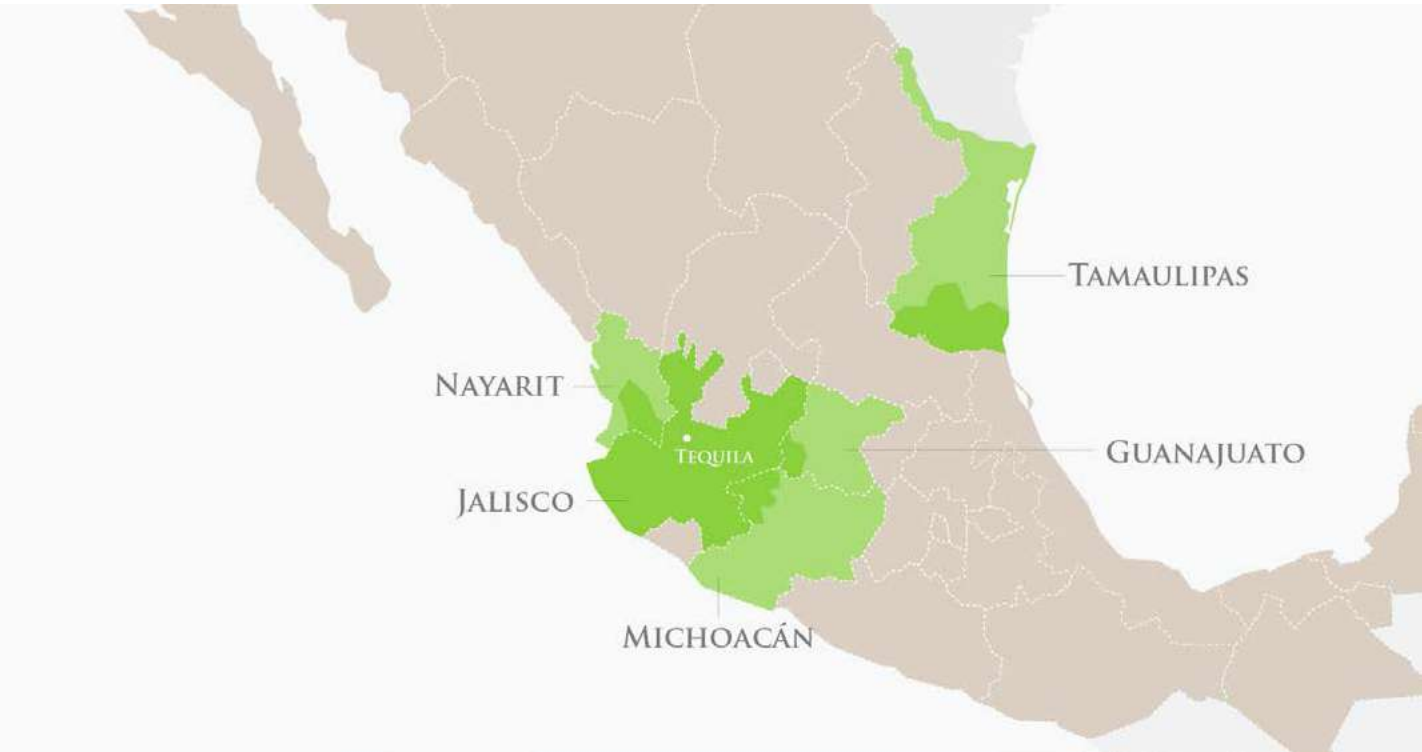 Tamaulipas
Nayarit
Guanajuato
Tequila
Jalisco
Michoacán